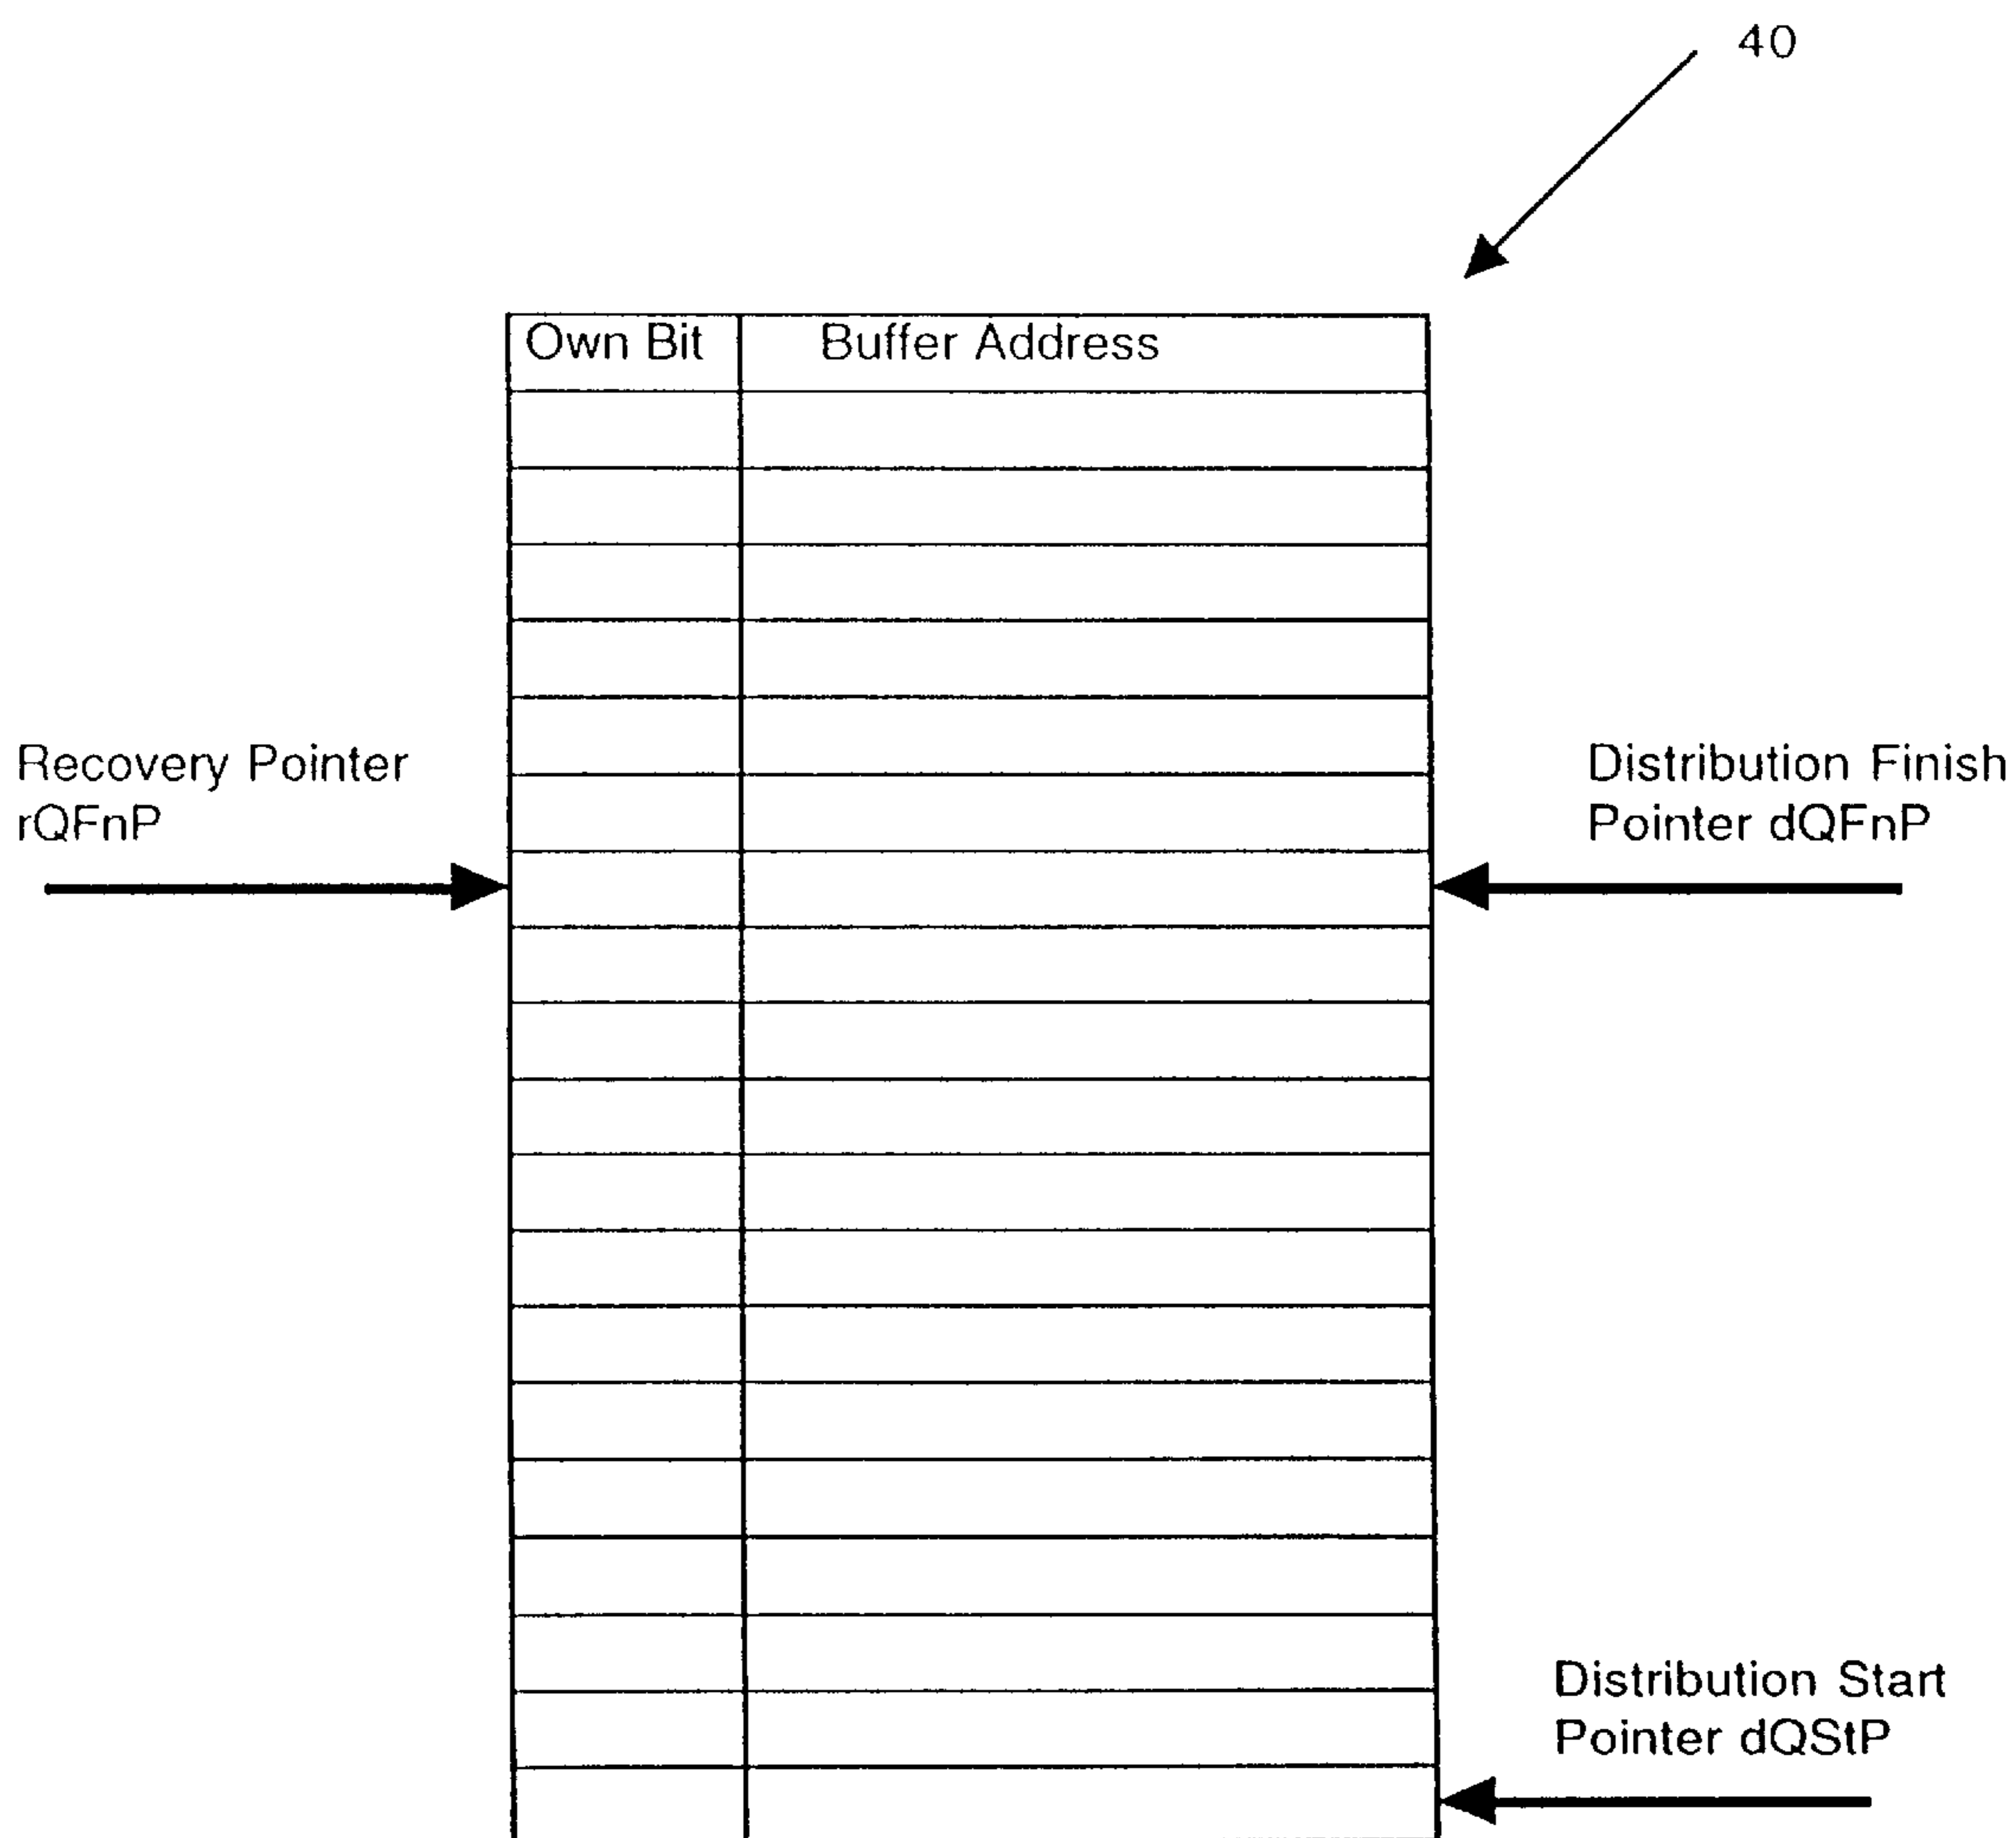 40
Own Bit
Buffer Address
Recovery Pointer
rQFnP
Distribution Finish
Pointer dQFnP
Distribution Start
Pointer dQStP